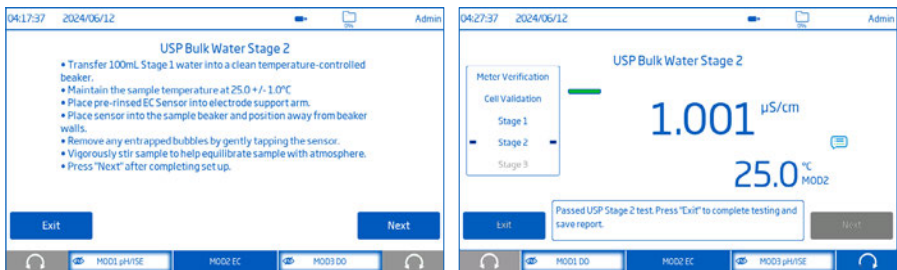 04:17:37 2024/06/12 0% Admin
USP Bulk Water Stage 2
• Transfer 100mL Stage 1 water into a clean temperature-controlled
beaker.
• Maintain the sample temperature at 25.0 +/- 1.0°C
• Place pre-rinsed EC Sensor into electrode support arm.
• Place sensor into the sample beaker and position away from beaker
walls.
• Remove any entrapped bubbles by gently tapping the sensor.
• Vigorously stir sample to help equilibrate sample with atmosphere.
• Press "Next" after completing set up.
Exit
Next
MOD1 pH/ISE MOD2 EC MOD3 DO
04:27:37 2024/06/12 0% Admin
USP Bulk Water Stage 2
Meter Verification
Cell Validation
Stage 1
Stage 2
Stage 3
1.001 µS/cm
25.0 °C
MOD2
Exit
Passed USP Stage 2 test. Press "Exit" to complete testing and
save report.
Next
MOD1 DO MOD2 EC MOD3 pH/ISE